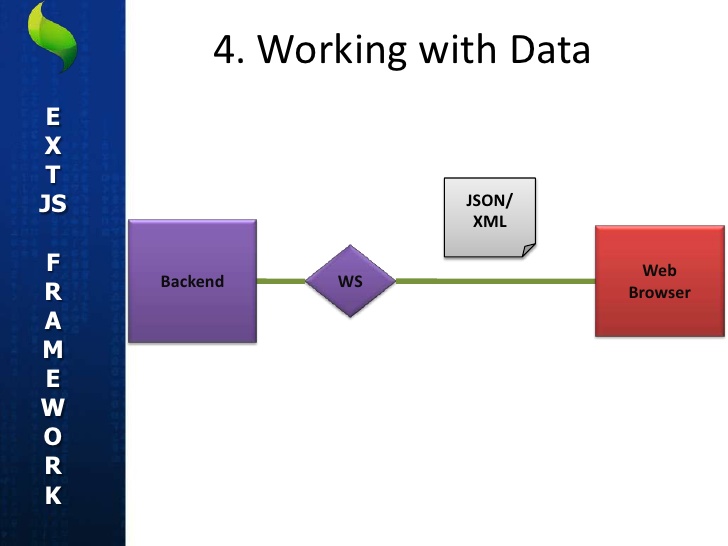 4. Working with Data
E
X
T
JS
F
R
A
M
E
W
O
R
K
JSON/
XML
Backend
WS
Web
Browser